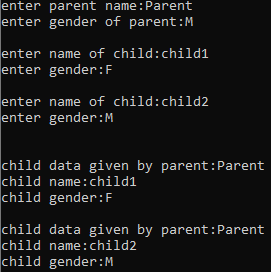 enter parent name:Parent
enter gender of parent:M
enter name of child:child1
enter gender:F
enter name of child:child2
enter gender:M
child data given by parent:Parent
child name:child1
child gender:F
child data given by parent:Parent
child name:child2
child gender:M